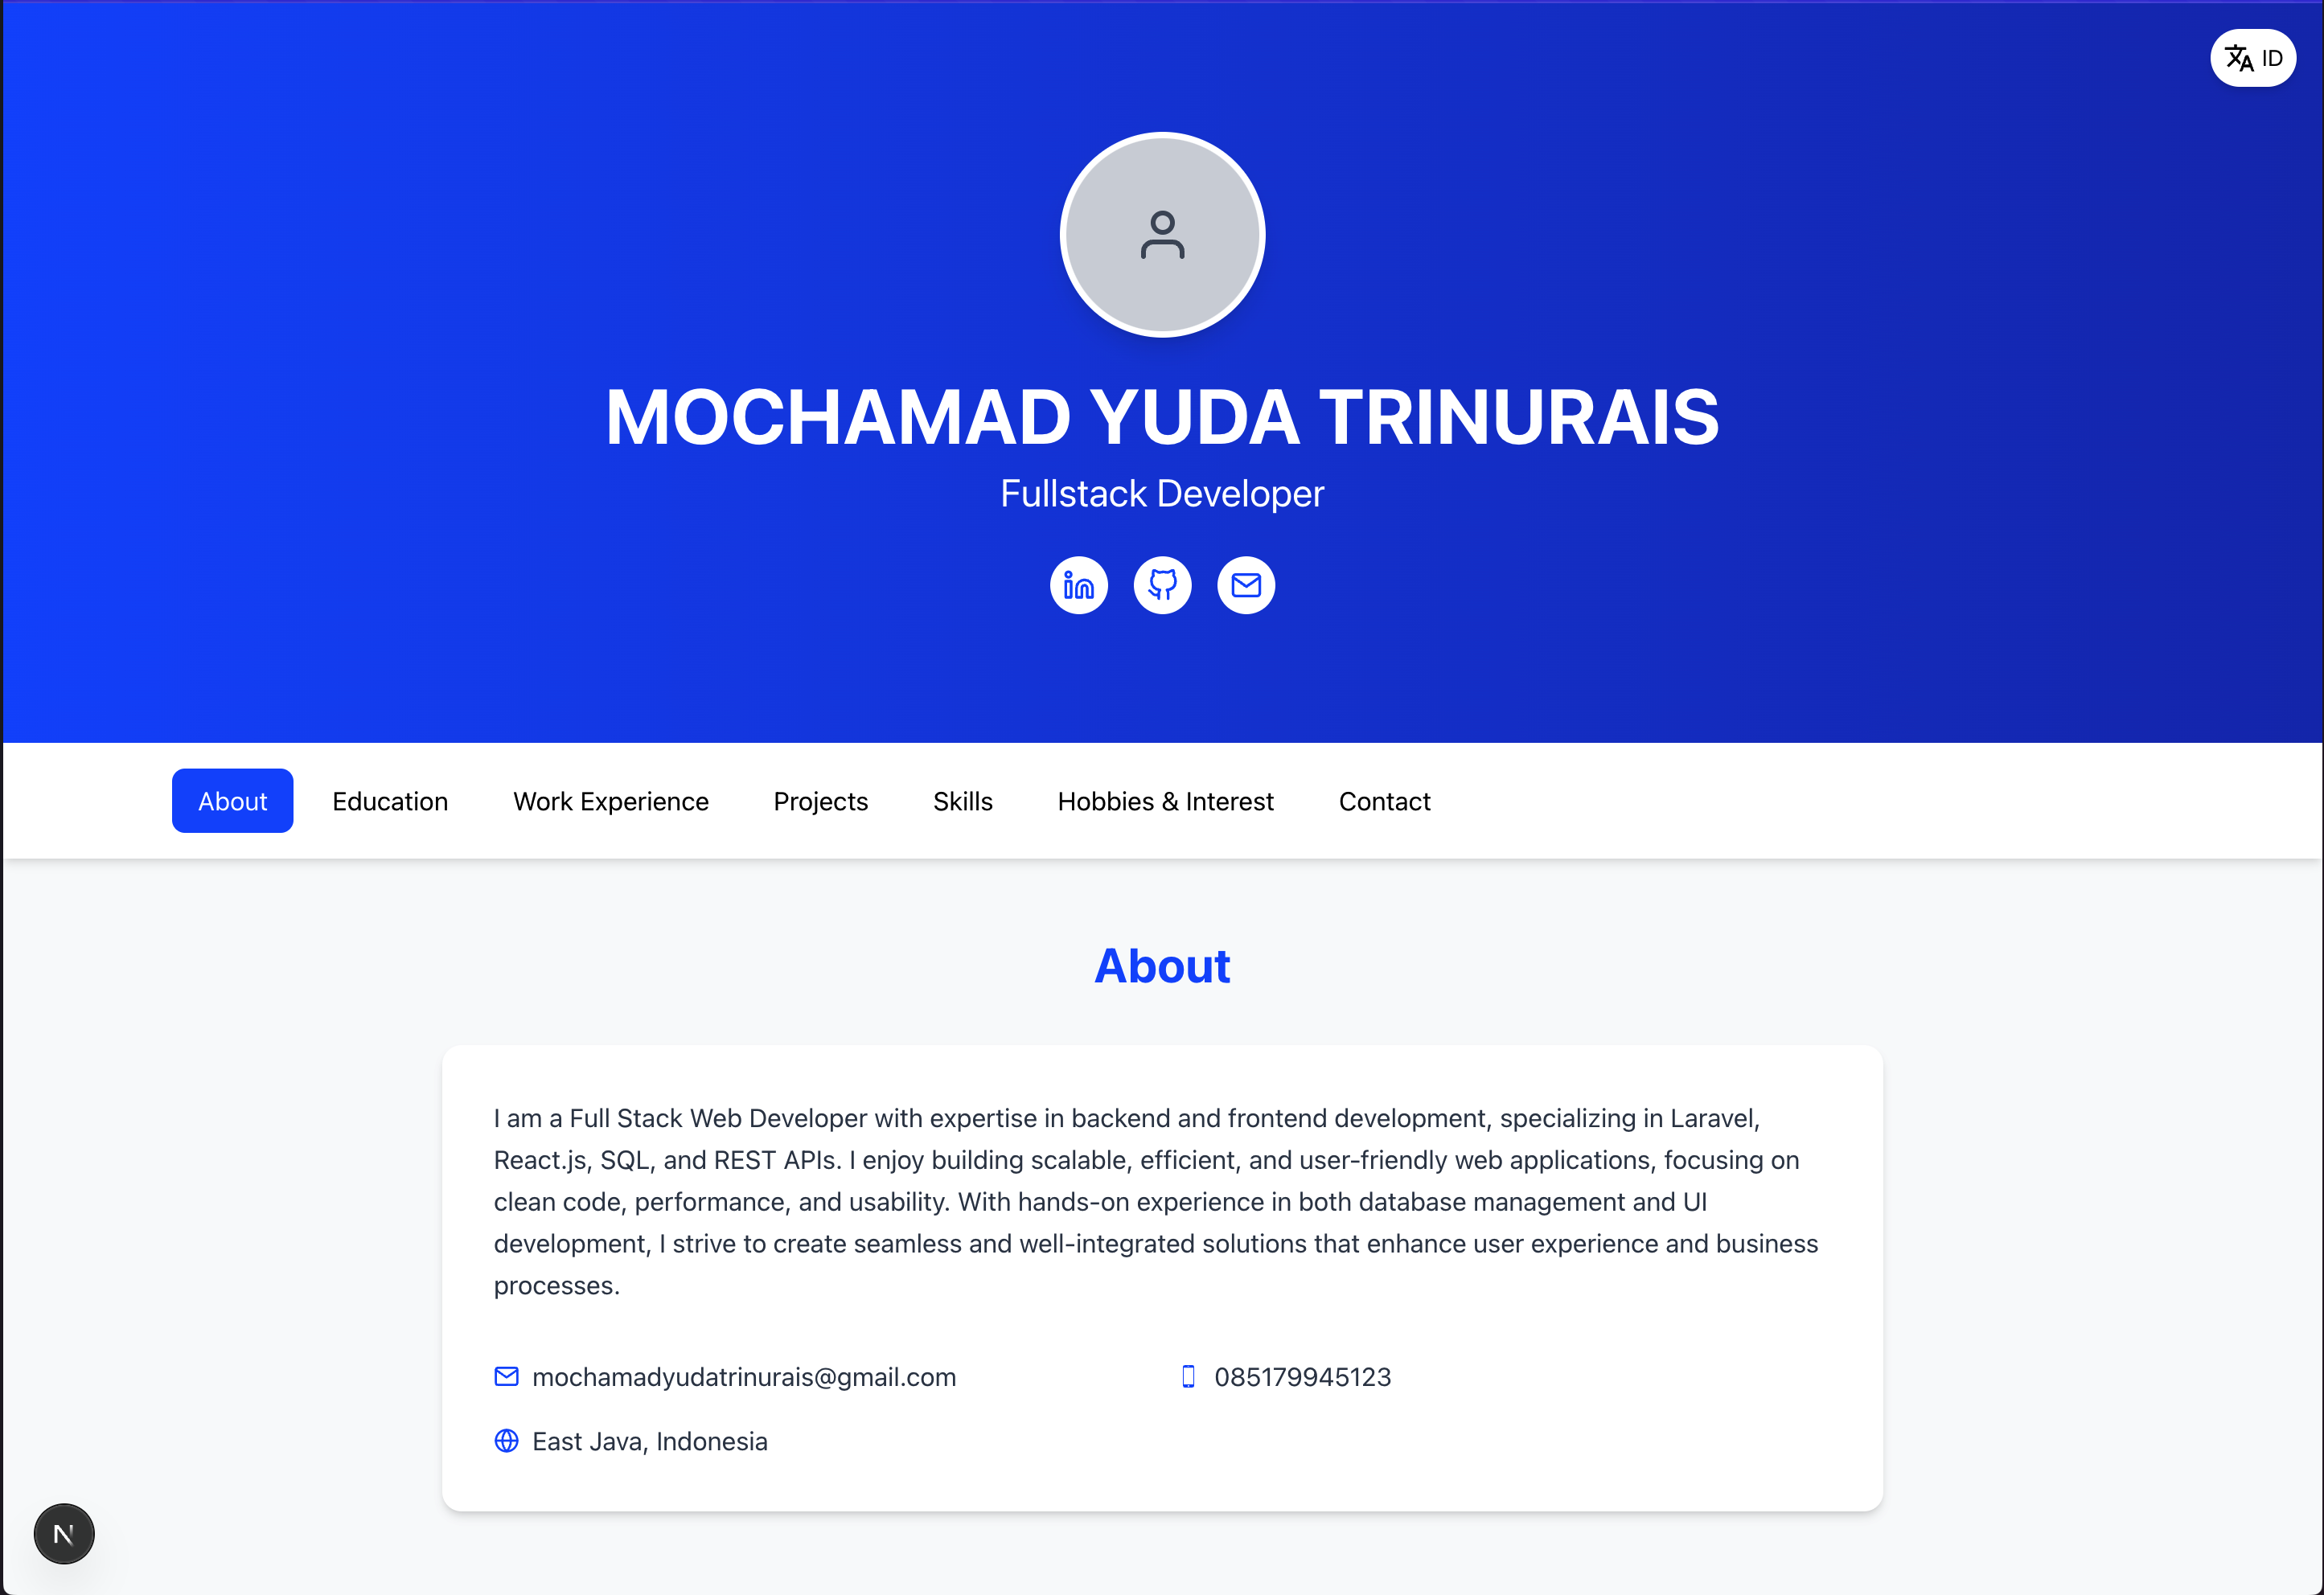 ID
MOCHAMAD YUDA TRINURAIS
Fullstack Developer
About
Education
Work Experience
Projects
Skills
Hobbies & Interest
Contact
About
I am a Full Stack Web Developer with expertise in backend and frontend development, specializing in Laravel,
React.js, SQL, and REST APIs. I enjoy building scalable, efficient, and user-friendly web applications, focusing on
clean code, performance, and usability. With hands-on experience in both database management and UI
development, I strive to create seamless and well-integrated solutions that enhance user experience and business
processes.
mochamadyudatrinurais@gmail.com
085179945123
East Java, Indonesia
N